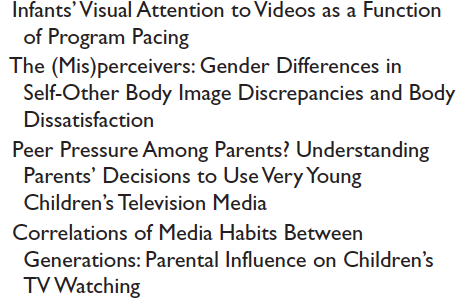 Infants' Visual Attention to Videos as a Function
of Program Pacing
The (Mis)perceivers: Gender Differences in
Self-Other Body Image Discrepancies and Body
Dissatisfaction
Peer Pressure Among Parents? Understanding
Parents' Decisions to Use Very Young
Children's Television Media
Correlations of Media Habits Between
Generations: Parental Influence on Children's
TV Watching